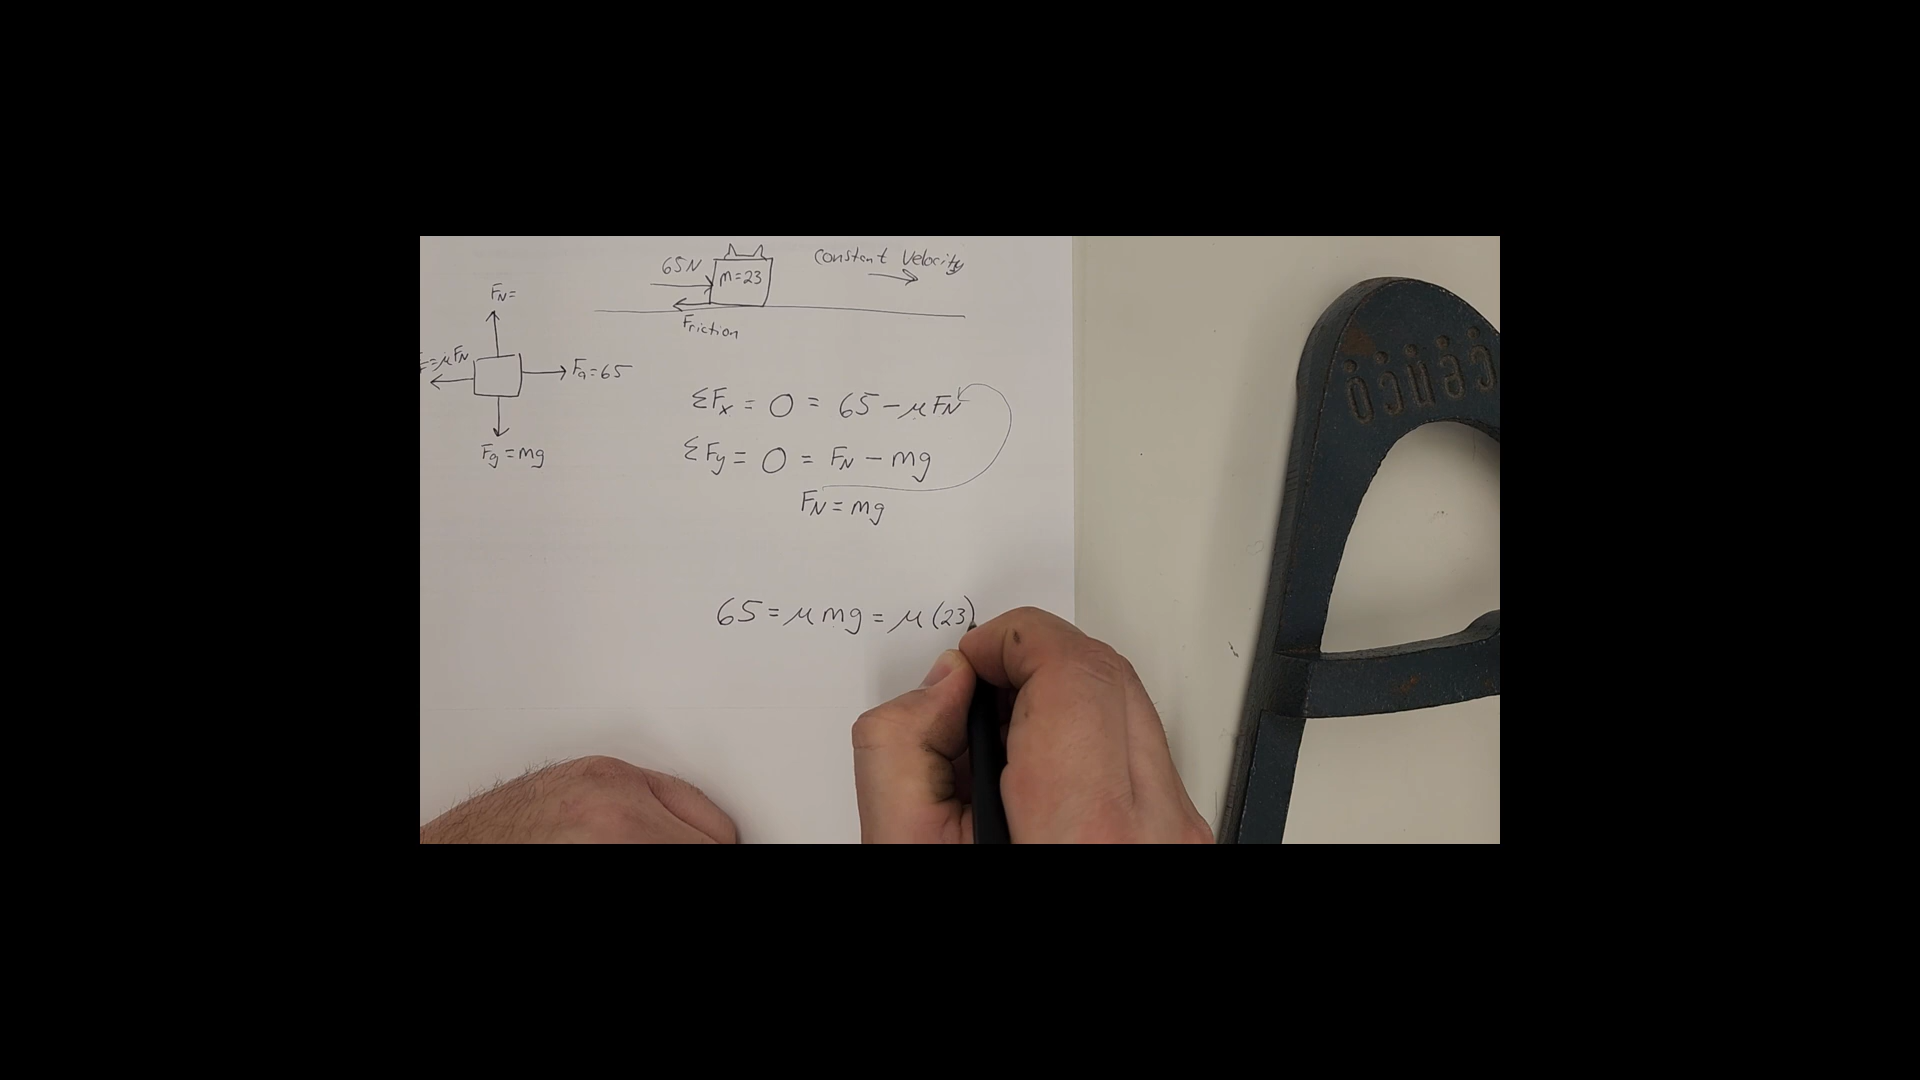 65N
m=23
Constant Velocity
Friction
FN=
=μFN
Fa=65
Fg=mg
ΣFx = 0 = 65-μFN
ΣFy = 0 = FN - mg
FN = mg
65 = μmg = μ(23)